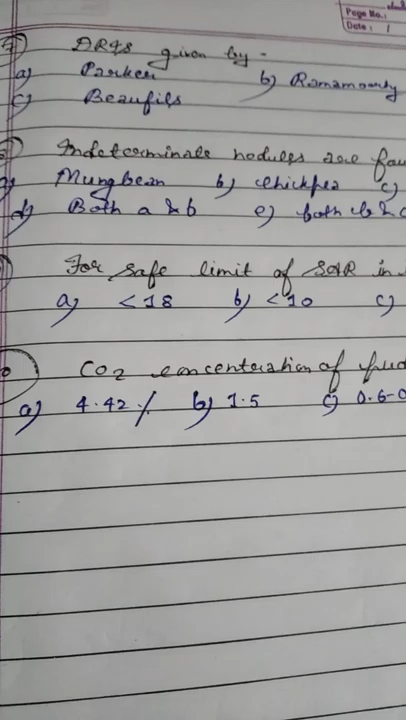 Page No.:
Date: /
DRIS given by -
a) Parker b) Ramamoorty
c) Beaufils
Indeterminate nodules are fou
Mungbean b) chickpea c)
d) Both a & b e) both b & c
For safe limit of SAR in
a) <18 b) <10 c)
CO2 concentration of
a) 4.42 % b) 1.5 c) 0.6-0